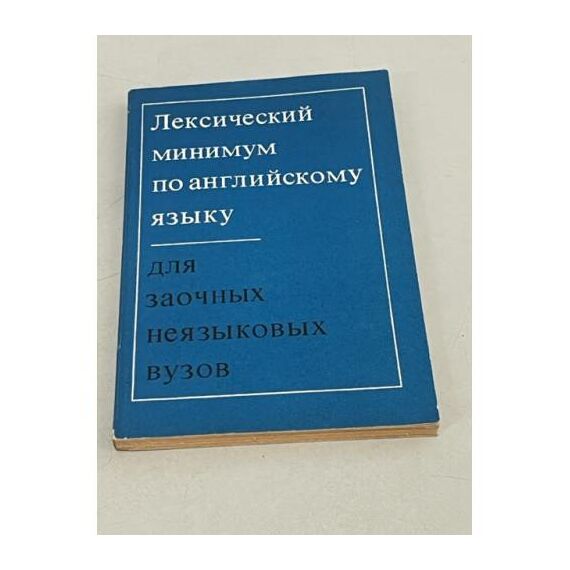 Лексический
минимум
по английскому
языку
для
заочных
неязыковых
вузов